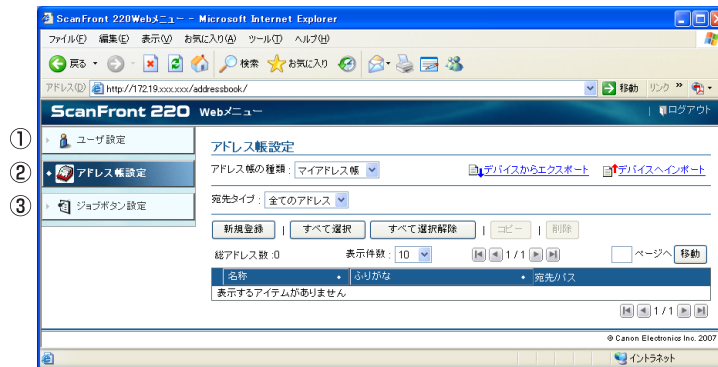 ScanFront 220Webメニュー - Microsoft Internet Explorer
ファイル(F) 編集(E) 表示(V) お気に入り(A) ツール(T) ヘルプ(H)
戻る 検索 お気に入り
アドレス(D) http://172.19.xxx.xxx/addressbook/ 移動 リンク »
ScanFront 220 Webメニュー | ログアウト
① ユーザ設定
② アドレス帳設定
③ ジョブボタン設定
アドレス帳設定
アドレス帳の種類 : マイアドレス帳 デバイスからエクスポート デバイスへインポート
宛先タイプ : 全てのアドレス
新規登録 | すべて選択 すべて選択解除 | コピー | 削除
総アドレス数 :0 表示件数 : 10 1 / 1 ページへ 移動
名称 ふりがな 宛先/パス
表示するアイテムがありません
1 / 1
© Canon Electronics Inc. 2007
イントラネット